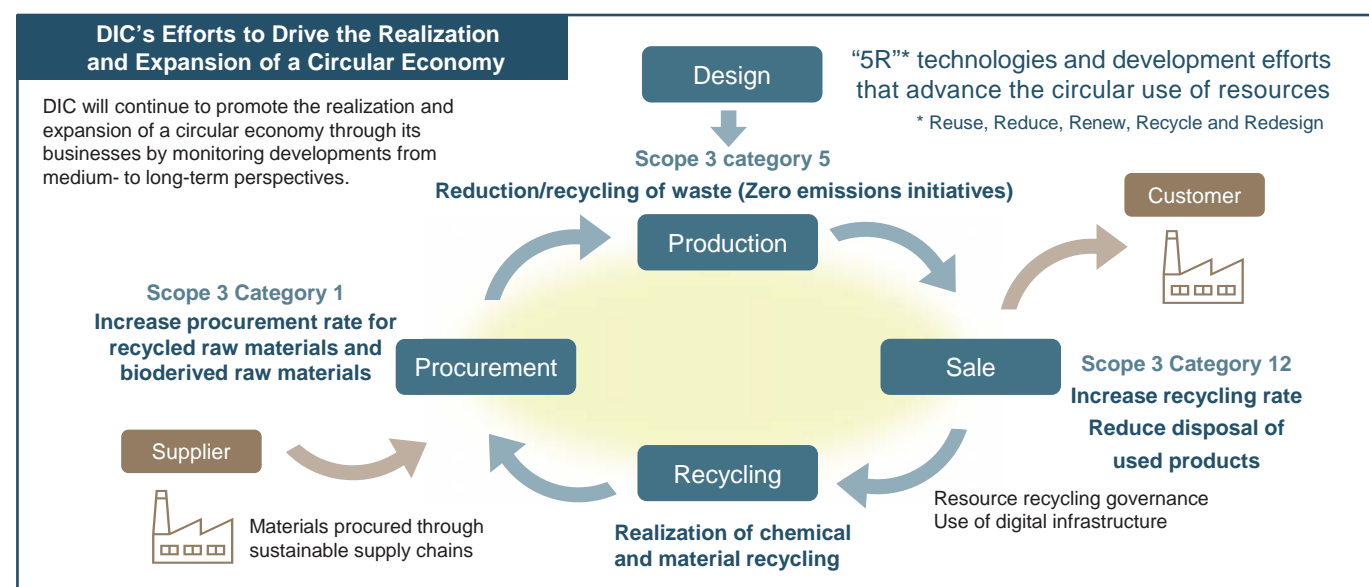 DIC's Efforts to Drive the Realization
and Expansion of a Circular Economy
DIC will continue to promote the realization and
expansion of a circular economy through its
businesses by monitoring developments from
medium- to long-term perspectives.
Design
“5R”* technologies and development efforts
that advance the circular use of resources
* Reuse, Reduce, Renew, Recycle and Redesign
Scope 3 category 5
Reduction/recycling of waste (Zero emissions initiatives)
Production
Customer
Scope 3 Category 1
Increase procurement rate for
recycled raw materials and
bioderived raw materials
Procurement
Sale
Scope 3 Category 12
Increase recycling rate
Reduce disposal of
used products
Supplier
Materials procured through
sustainable supply chains
Recycling
Realization of chemical
and material recycling
Resource recycling governance
Use of digital infrastructure